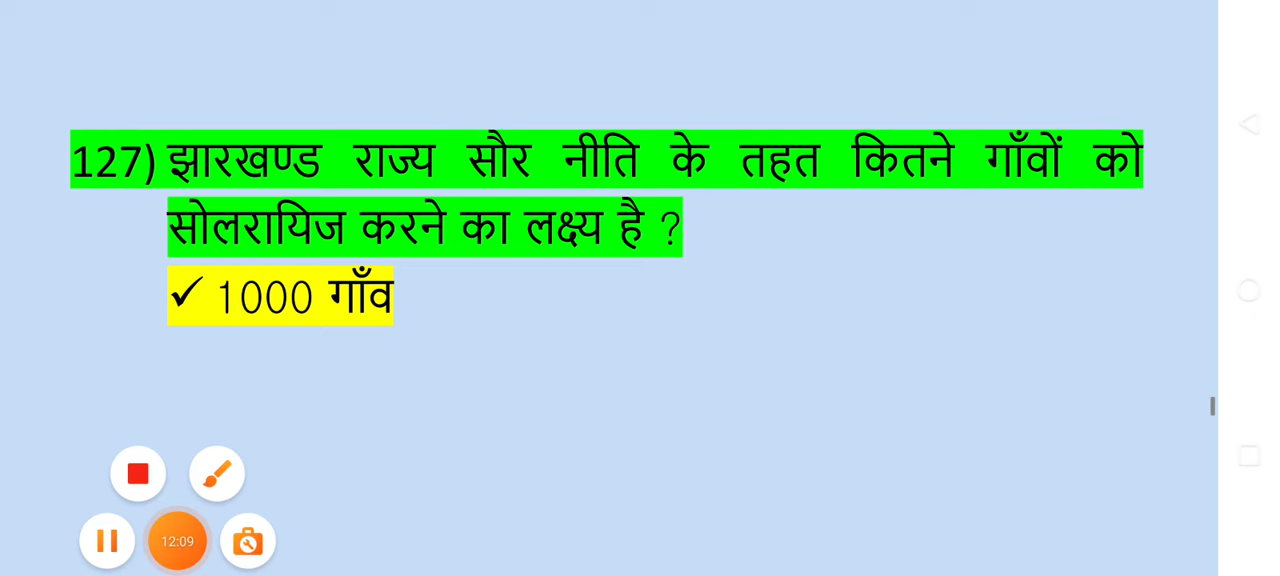 127) झारखण्ड राज्य सौर नीति के तहत कितने गाँवों को
सोलरायिज करने का लक्ष्य है ?
✓ 1000 गाँव
12:09